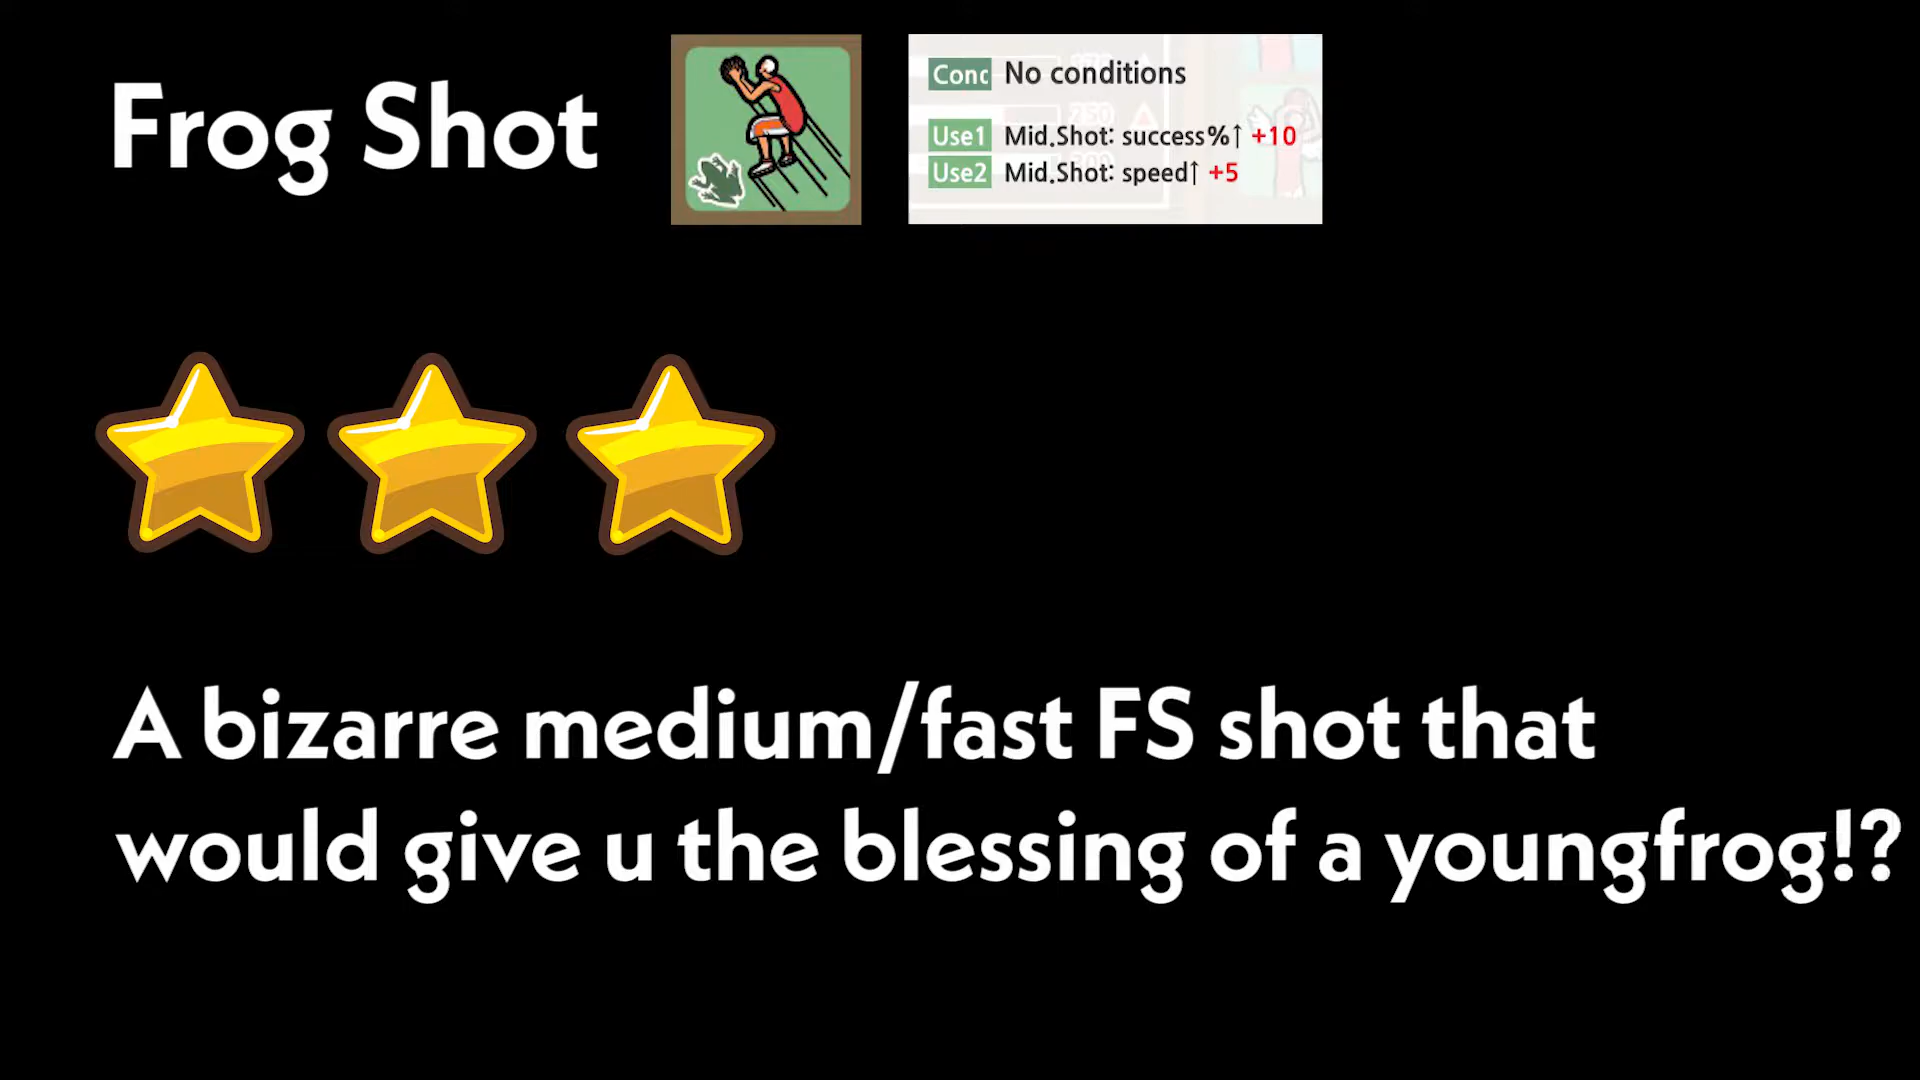 Frog Shot
Conc No conditions
Use1 Mid.Shot: success%↑ +10
Use2 Mid.Shot: speed↑ +5
A bizarre medium/fast FS shot that
would give u the blessing of a youngfrog!?